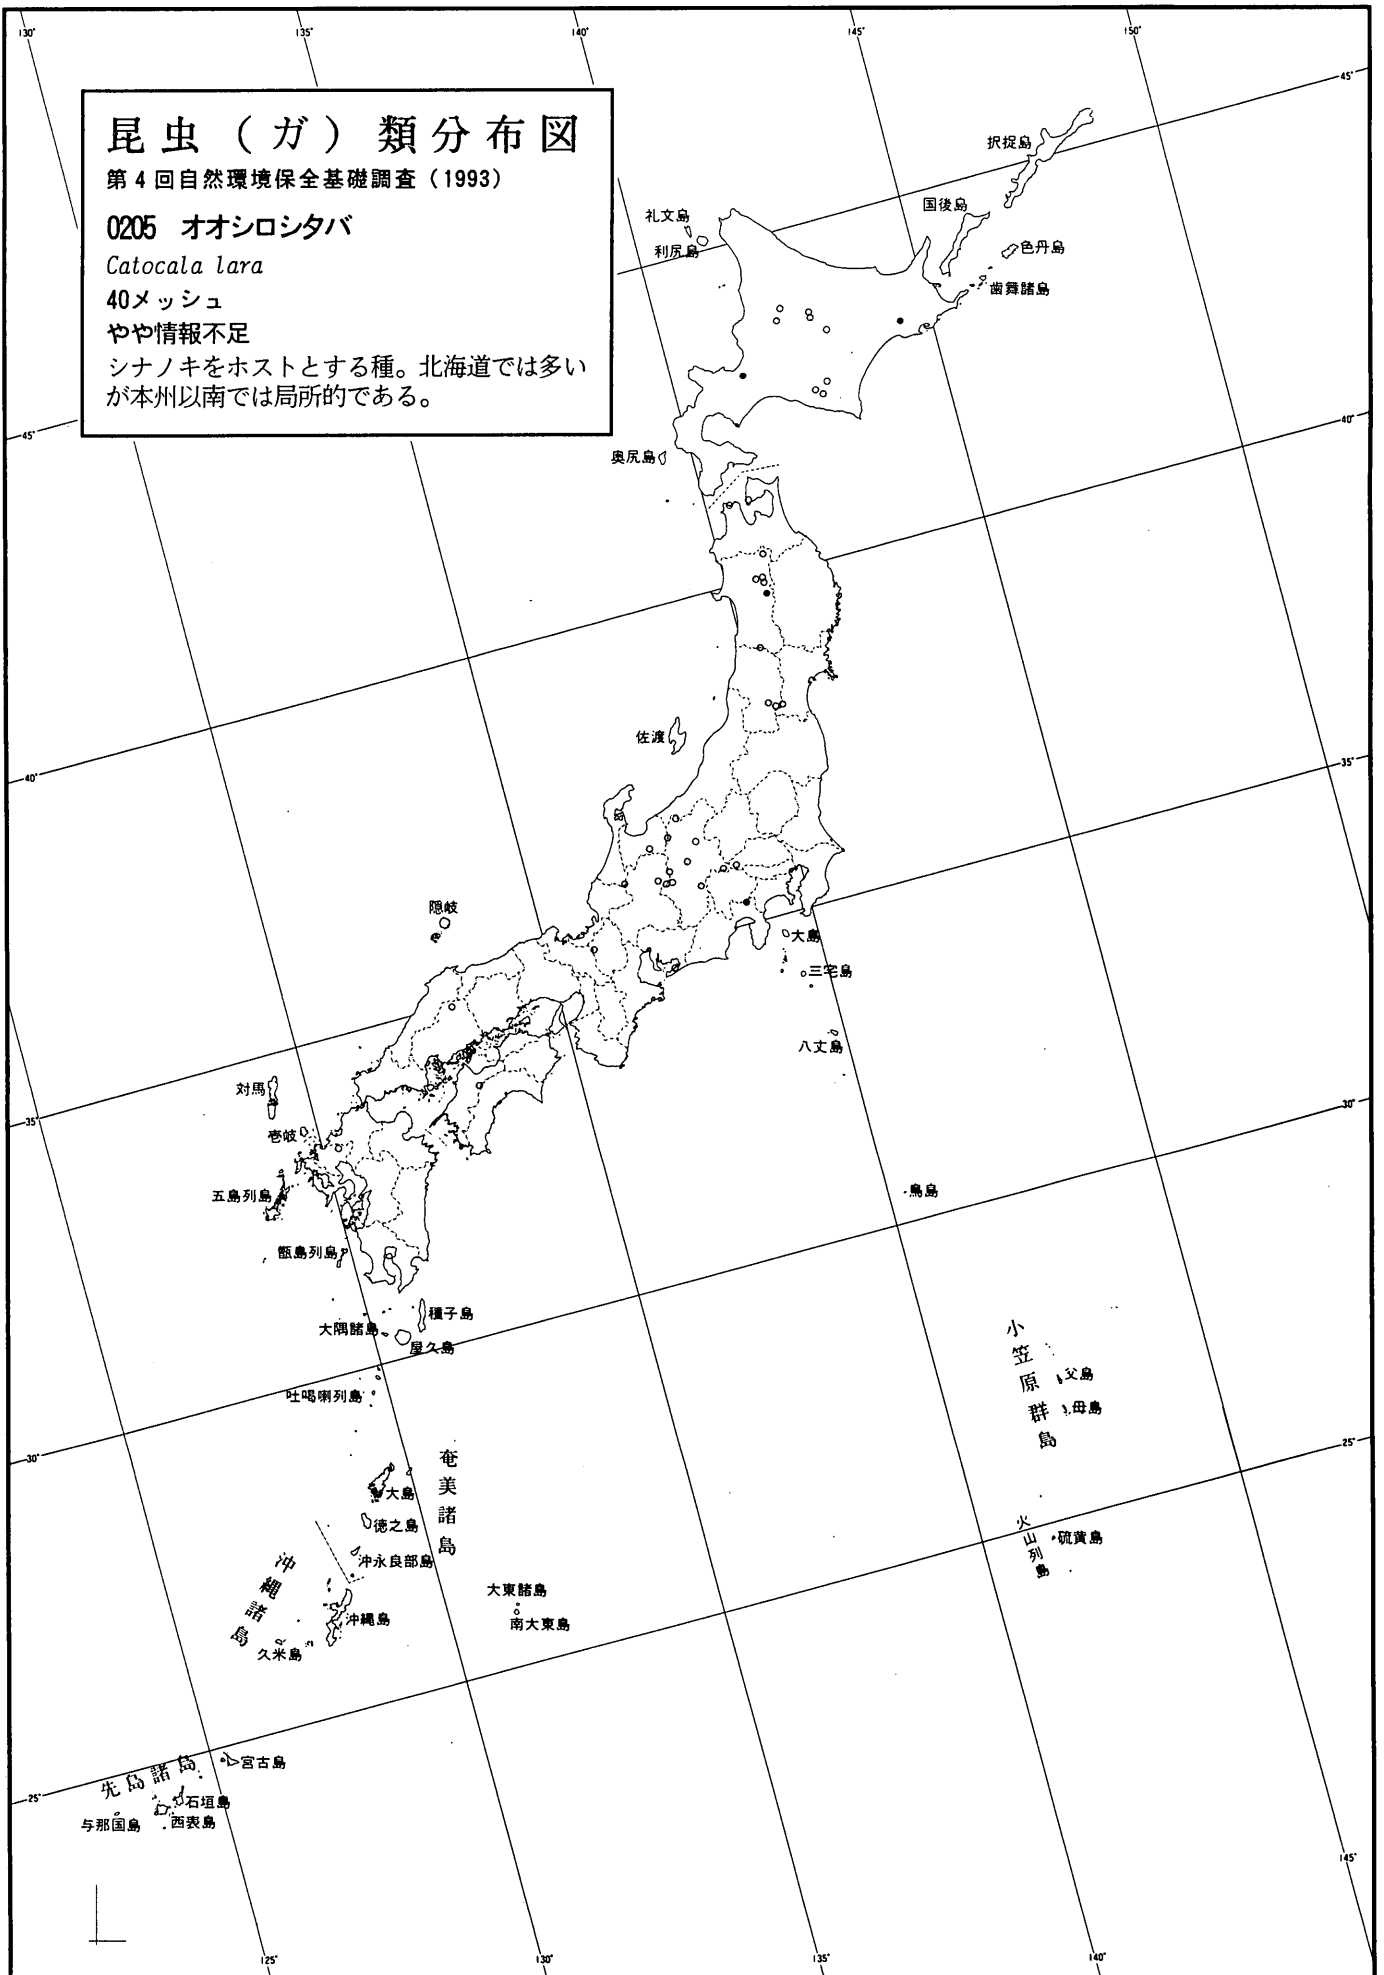 昆虫（ガ）類分布図
第4回自然環境保全基礎調査（1993）
0205 オオシロシタバ
Catocala lara
40メッシュ
やや情報不足
シナノキをホストとする種。北海道では多い
が本州以南では局所的である。
130°
135°
140°
145°
150°
45°
択捉島
国後島
色丹島
歯舞諸島
礼文島
利尻島
奥尻島
45°
40°
佐渡
40°
35°
隠岐
大島
三宅島
八丈島
対馬
壱岐
35°
30°
五島列島
鳥島
甑島列島
種子島
大隅諸島
屋久島
吐喝喇列島
小笠原群島
父島
母島
30°
25°
奄美諸島
大島
徳之島
沖永良部島
火山列島
硫黄島
沖縄諸島
沖縄島
久米島
大東諸島
南大東島
先島諸島
宮古島
石垣島
西表島
与那国島
25°
145°
125°
130°
135°
140°